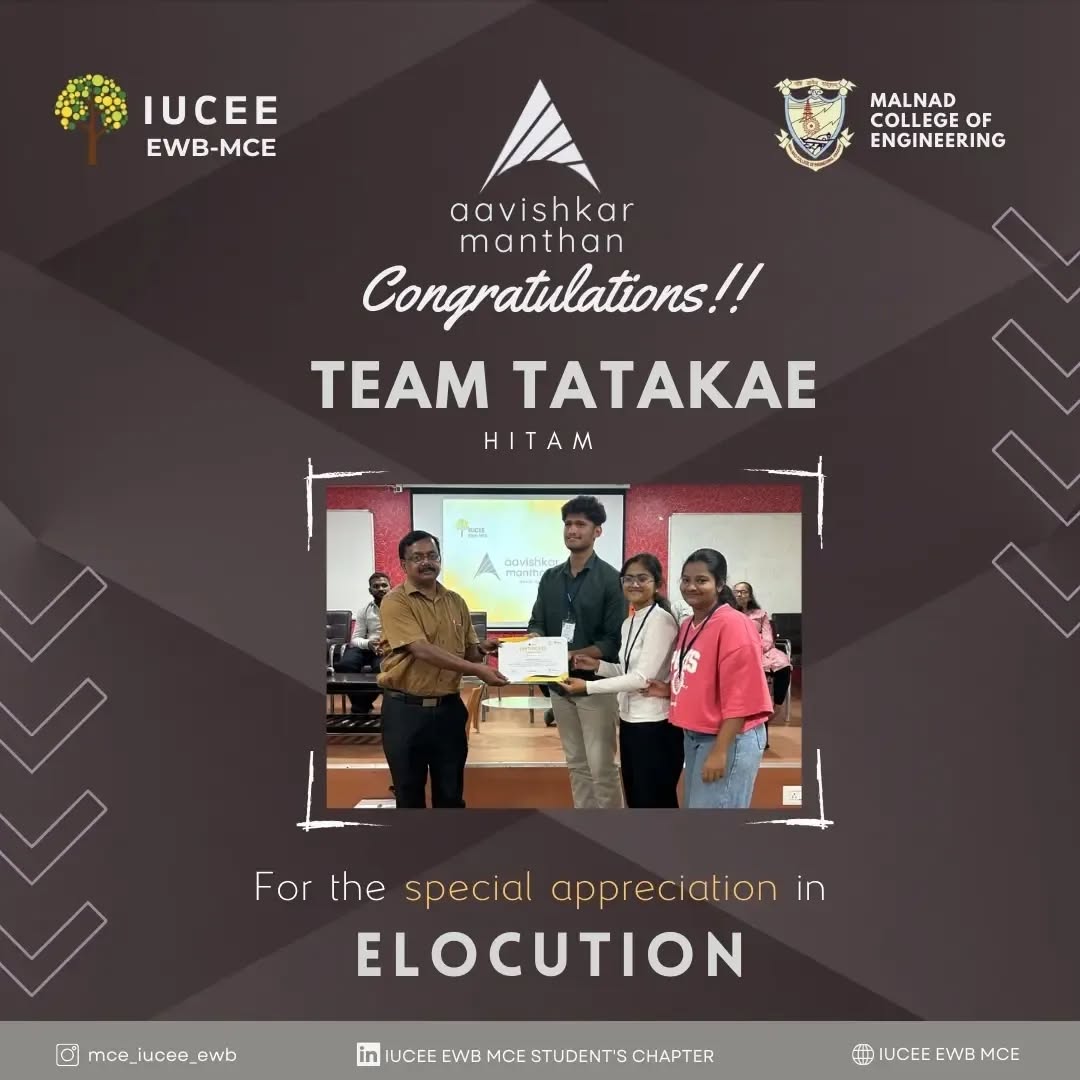 IUCEE
EWB-MCE
aavishkar
manthan
MALNAD
COLLEGE OF
ENGINEERING
Congratulations!!
TEAM TATAKAE
HITAM
IUCEE
aavishkar
For the special appreciation in
ELOCUTION
mce_iucee_ewb
IUCEE EWB MCE STUDENT'S CHAPTER
IUCEE EWB MCE